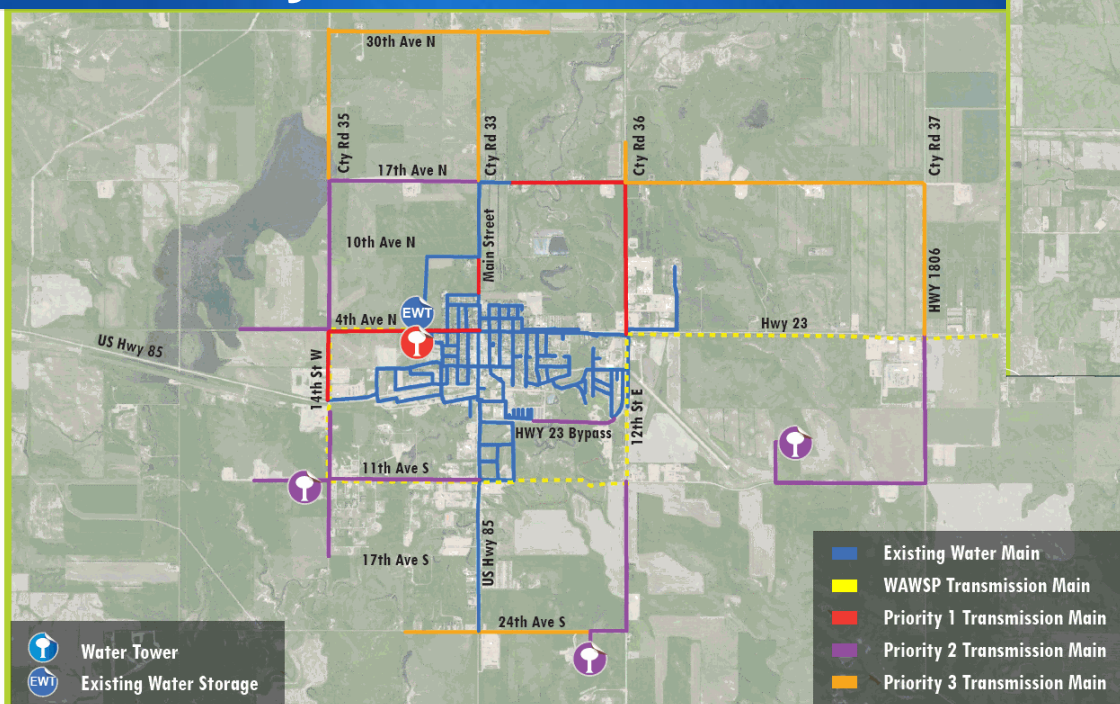 30th Ave N
Cty Rd 35
Cty Rd 33
Cty Rd 36
Cty Rd 37
17th Ave N
10th Ave N
Main Street
HWY 1806
EWT
4th Ave N
Hwy 23
US Hwy 85
14th St W
12th St E
HWY 23 Bypass
11th Ave S
US Hwy 85
17th Ave S
24th Ave S
Existing Water Main
WAWSP Transmission Main
Priority 1 Transmission Main
Priority 2 Transmission Main
Priority 3 Transmission Main
Water Tower
EWT Existing Water Storage